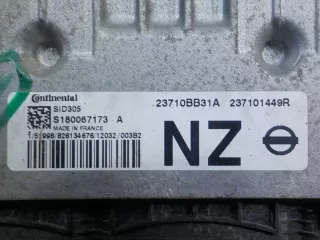 Continental
SID305
S180067173 A
MADE IN FRANCE
23710BB31A 237101449R
NZ